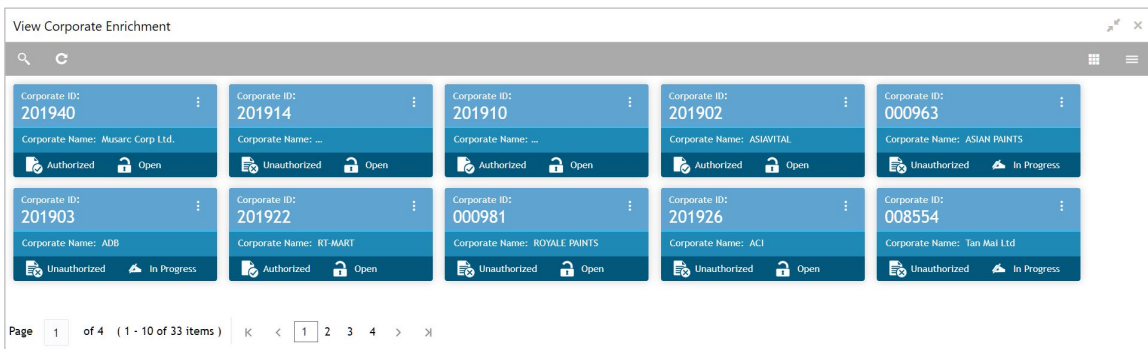 View Corporate Enrichment
Corporate ID:
201940
Corporate Name: Musarc Corp Ltd.
Authorized Open
Corporate ID:
201914
Corporate Name: ...
Unauthorized Open
Corporate ID:
201910
Corporate Name: ...
Authorized Open
Corporate ID:
201902
Corporate Name: ASIAVITAL
Authorized Open
Corporate ID:
000963
Corporate Name: ASIAN PAINTS
Unauthorized In Progress
Corporate ID:
201903
Corporate Name: ADB
Unauthorized In Progress
Corporate ID:
201922
Corporate Name: RT-MART
Authorized Open
Corporate ID:
000981
Corporate Name: ROYALE PAINTS
Unauthorized Open
Corporate ID:
201926
Corporate Name: ACI
Unauthorized Open
Corporate ID:
008554
Corporate Name: Tan Mai Ltd
Unauthorized In Progress
Page 1 of 4 ( 1 - 10 of 33 items ) 1 2 3 4